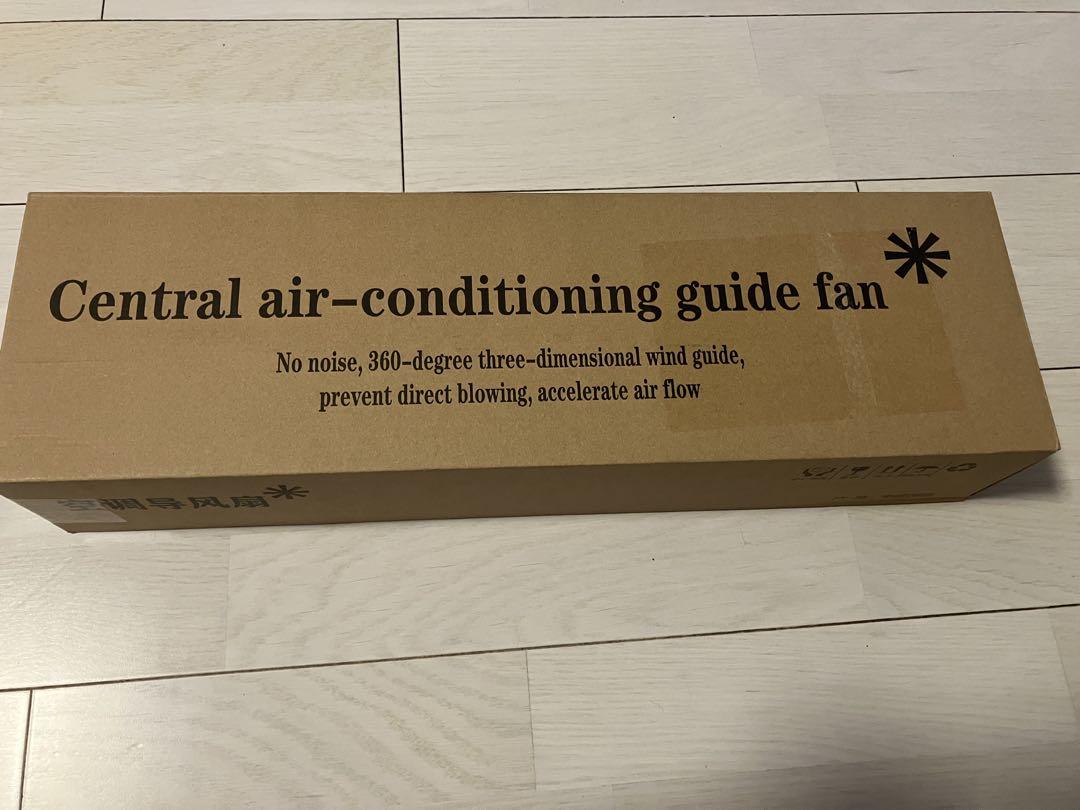 Central air-conditioning guide fan
No noise, 360-degree three-dimensional wind guide,
prevent direct blowing, accelerate air flow
空调导风扇